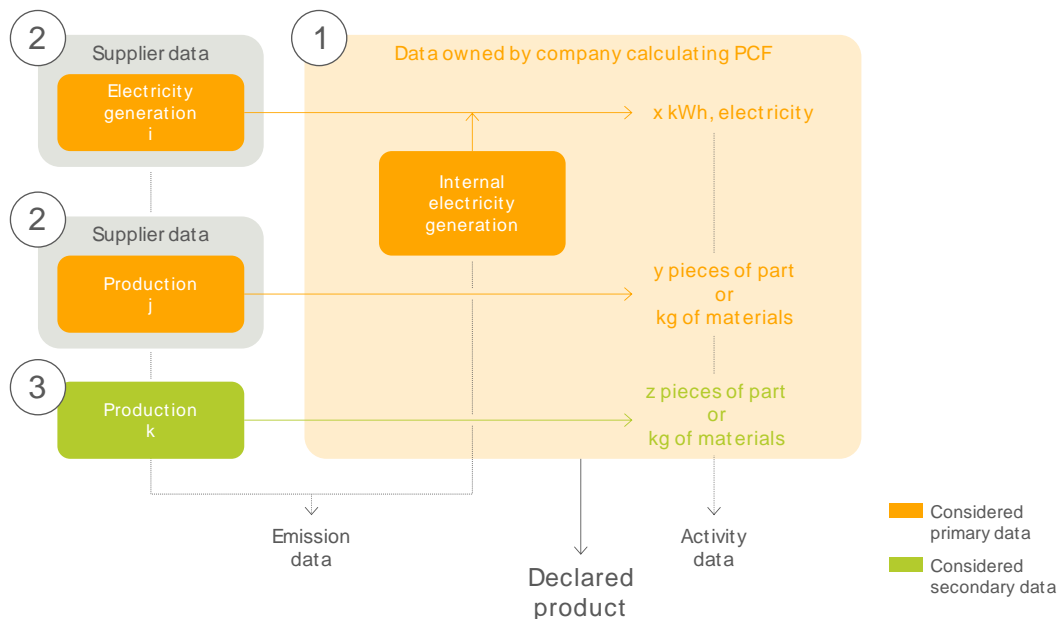 2
Supplier data
Electricity
generation
i
1
Data owned by company calculating PCF
x kWh, electricity
Internal
electricity
generation
2
Supplier data
Production
j
y pieces of part
or
kg of materials
3
Production
k
z pieces of part
or
kg of materials
Emission
data
Declared
product
Activity
data
Considered
primary data
Considered
secondary data